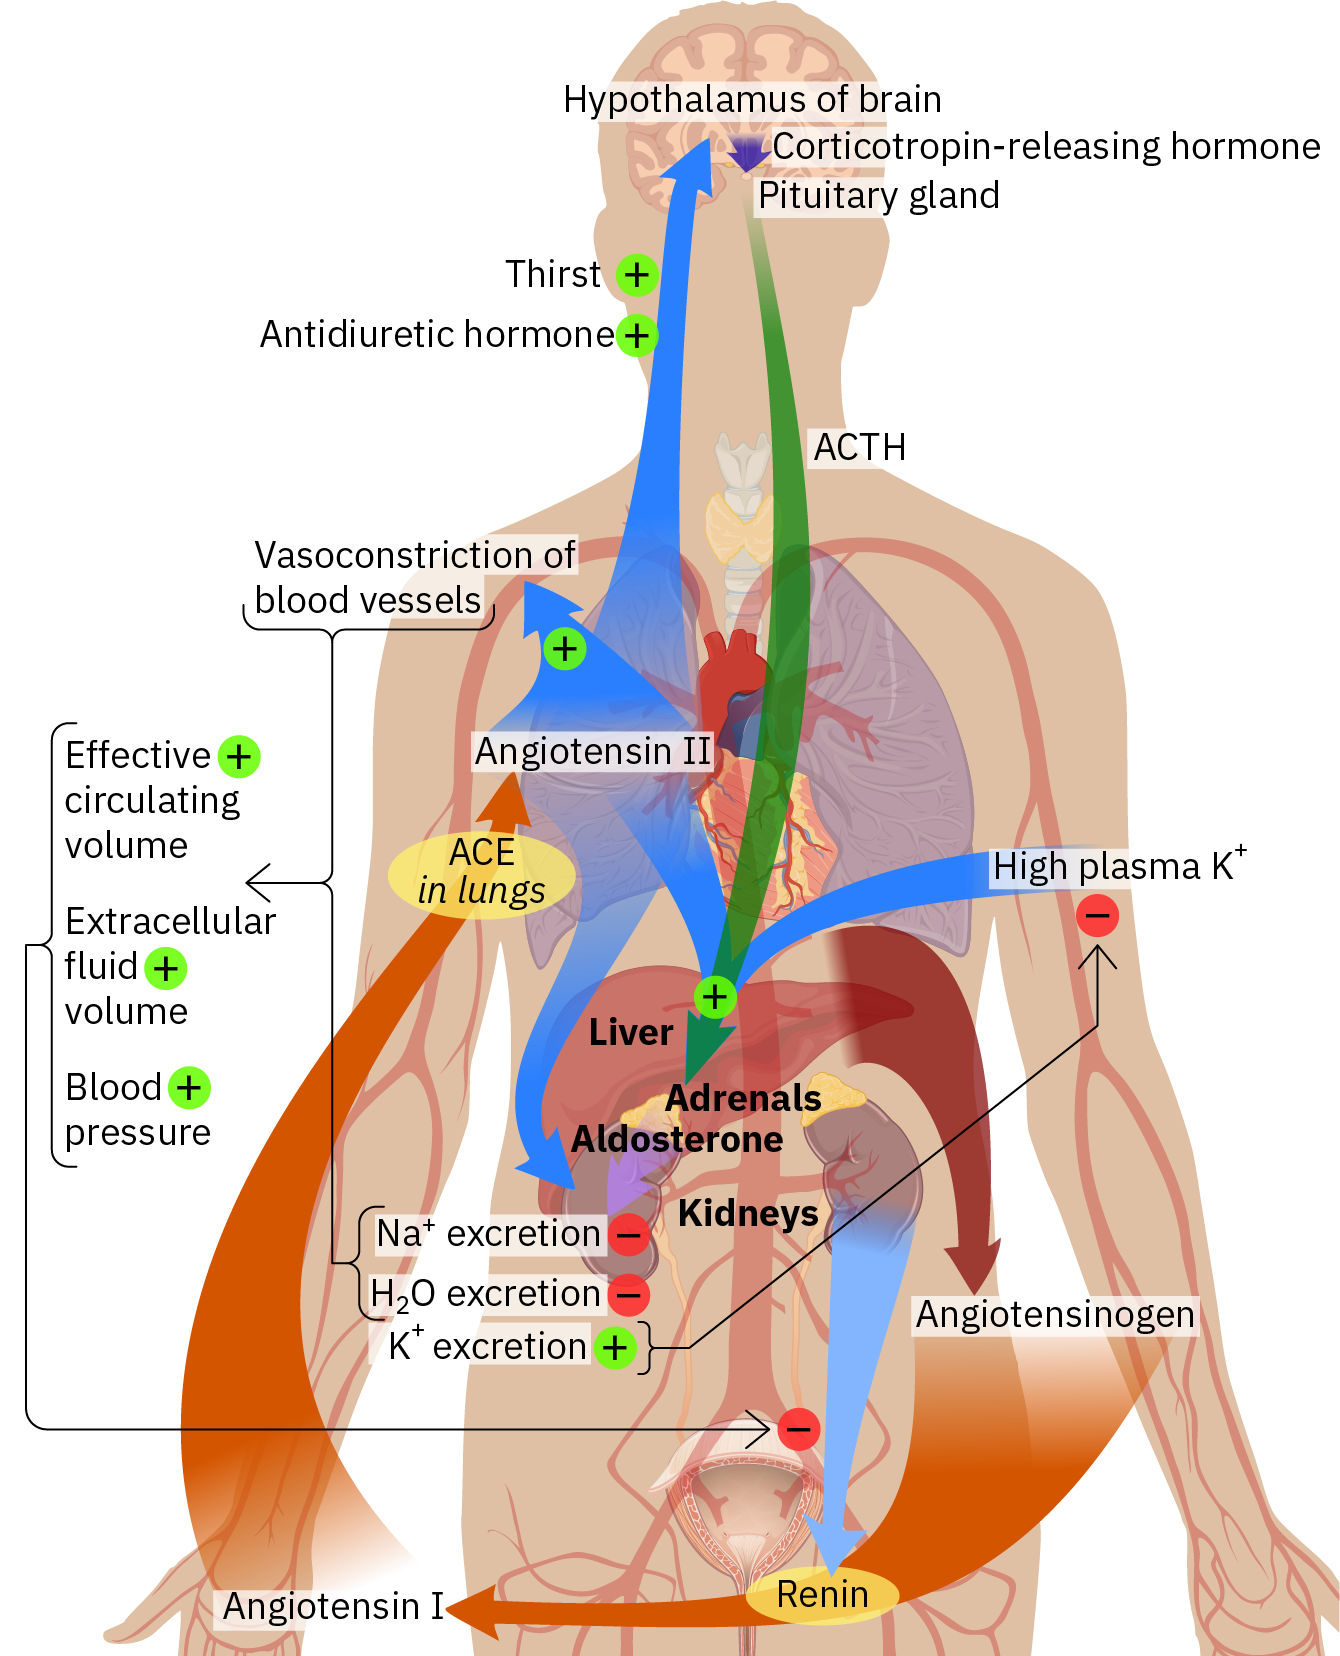 Hypothalamus of brain
Corticotropin-releasing hormone
Pituitary gland
Thirst +
Antidiuretic hormone +
ACTH
Vasoconstriction of
blood vessels
+
Angiotensin II
Effective +
circulating
volume
ACE
in lungs
High plasma K⁺
−
Extracellular
fluid +
volume
+
Liver
Blood +
pressure
Adrenals
Aldosterone
Kidneys
Na⁺ excretion −
H₂O excretion −
K⁺ excretion +
Angiotensinogen
−
Renin
Angiotensin I